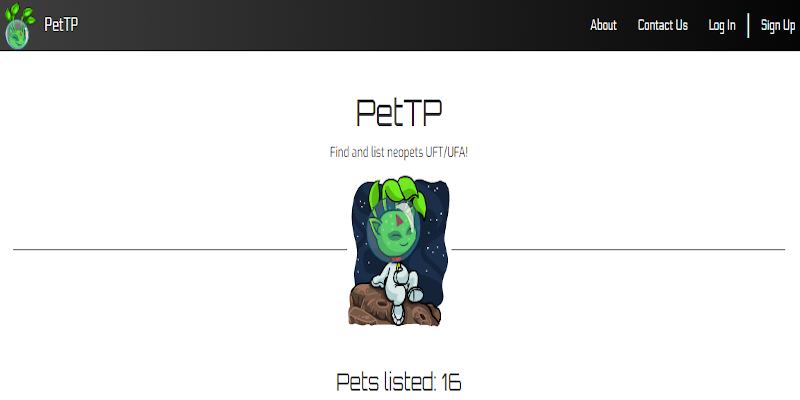 PetTP
About
Contact Us
Log In
Sign Up
PetTP
Find and list neopets UFT/UFA!
Pets listed: 16